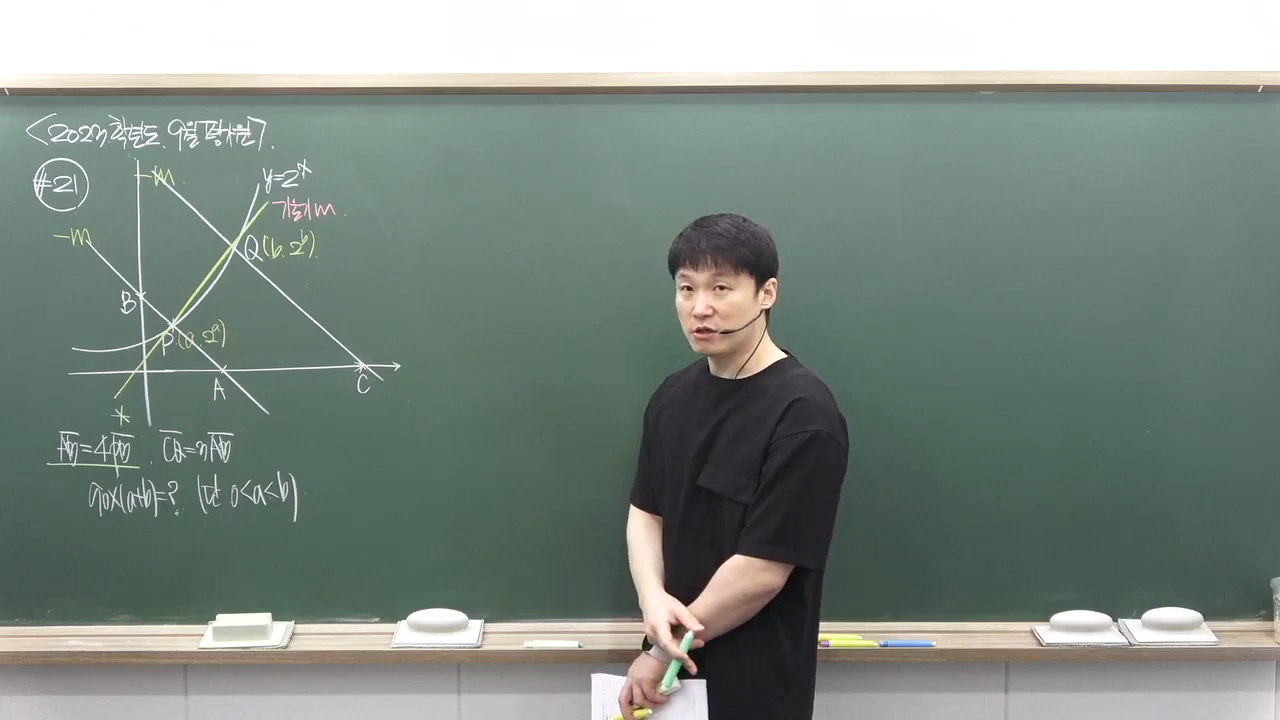 <2023학년도 9월 평가원>
#21
-m
y=2^x
기울기 m
-m
Q(b, 2^b)
B
P(a, 2^a)
A
C
AB=4PB
CQ=3AB
90×(a+b)=? (단 0<a<b)